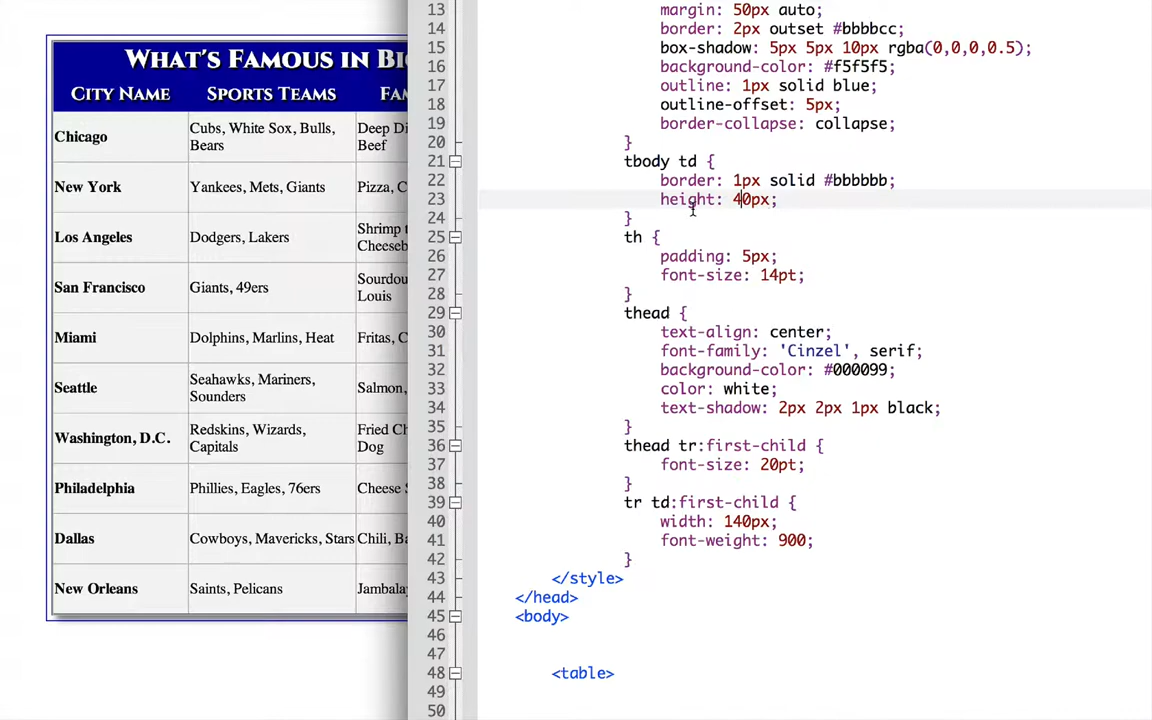 WHAT'S FAMOUS IN BI
CITY NAME SPORTS TEAMS FA
Chicago Cubs, White Sox, Bulls, Deep Di
Bears Beef
New York Yankees, Mets, Giants Pizza, C
Los Angeles Dodgers, Lakers Shrimp t
Cheeseb
San Francisco Giants, 49ers Sourdou
Louis
Miami Dolphins, Marlins, Heat Fritas, C
Seattle Seahawks, Mariners, Salmon,
Sounders
Washington, D.C. Redskins, Wizards, Fried Ch
Capitals Dog
Philadelphia Phillies, Eagles, 76ers Cheese S
Dallas Cowboys, Mavericks, Stars Chili, Ba
New Orleans Saints, Pelicans Jambala
13 margin: 50px auto;
14 border: 2px outset #bbbbcc;
15 box-shadow: 5px 5px 10px rgba(0,0,0,0.5);
16 background-color: #f5f5f5;
17 outline: 1px solid blue;
18 outline-offset: 5px;
19 border-collapse: collapse;
20 }
21 tbody td {
22 border: 1px solid #bbbbbb;
23 height: 40px;
24 }
25 th {
26 padding: 5px;
27 font-size: 14pt;
28 }
29 thead {
30 text-align: center;
31 font-family: 'Cinzel', serif;
32 background-color: #000099;
33 color: white;
34 text-shadow: 2px 2px 1px black;
35 }
36 thead tr:first-child {
37 font-size: 20pt;
38 }
39 tr td:first-child {
40 width: 140px;
41 font-weight: 900;
42 }
43 </style>
44 </head>
45 <body>
46
47
48 <table>
49
50